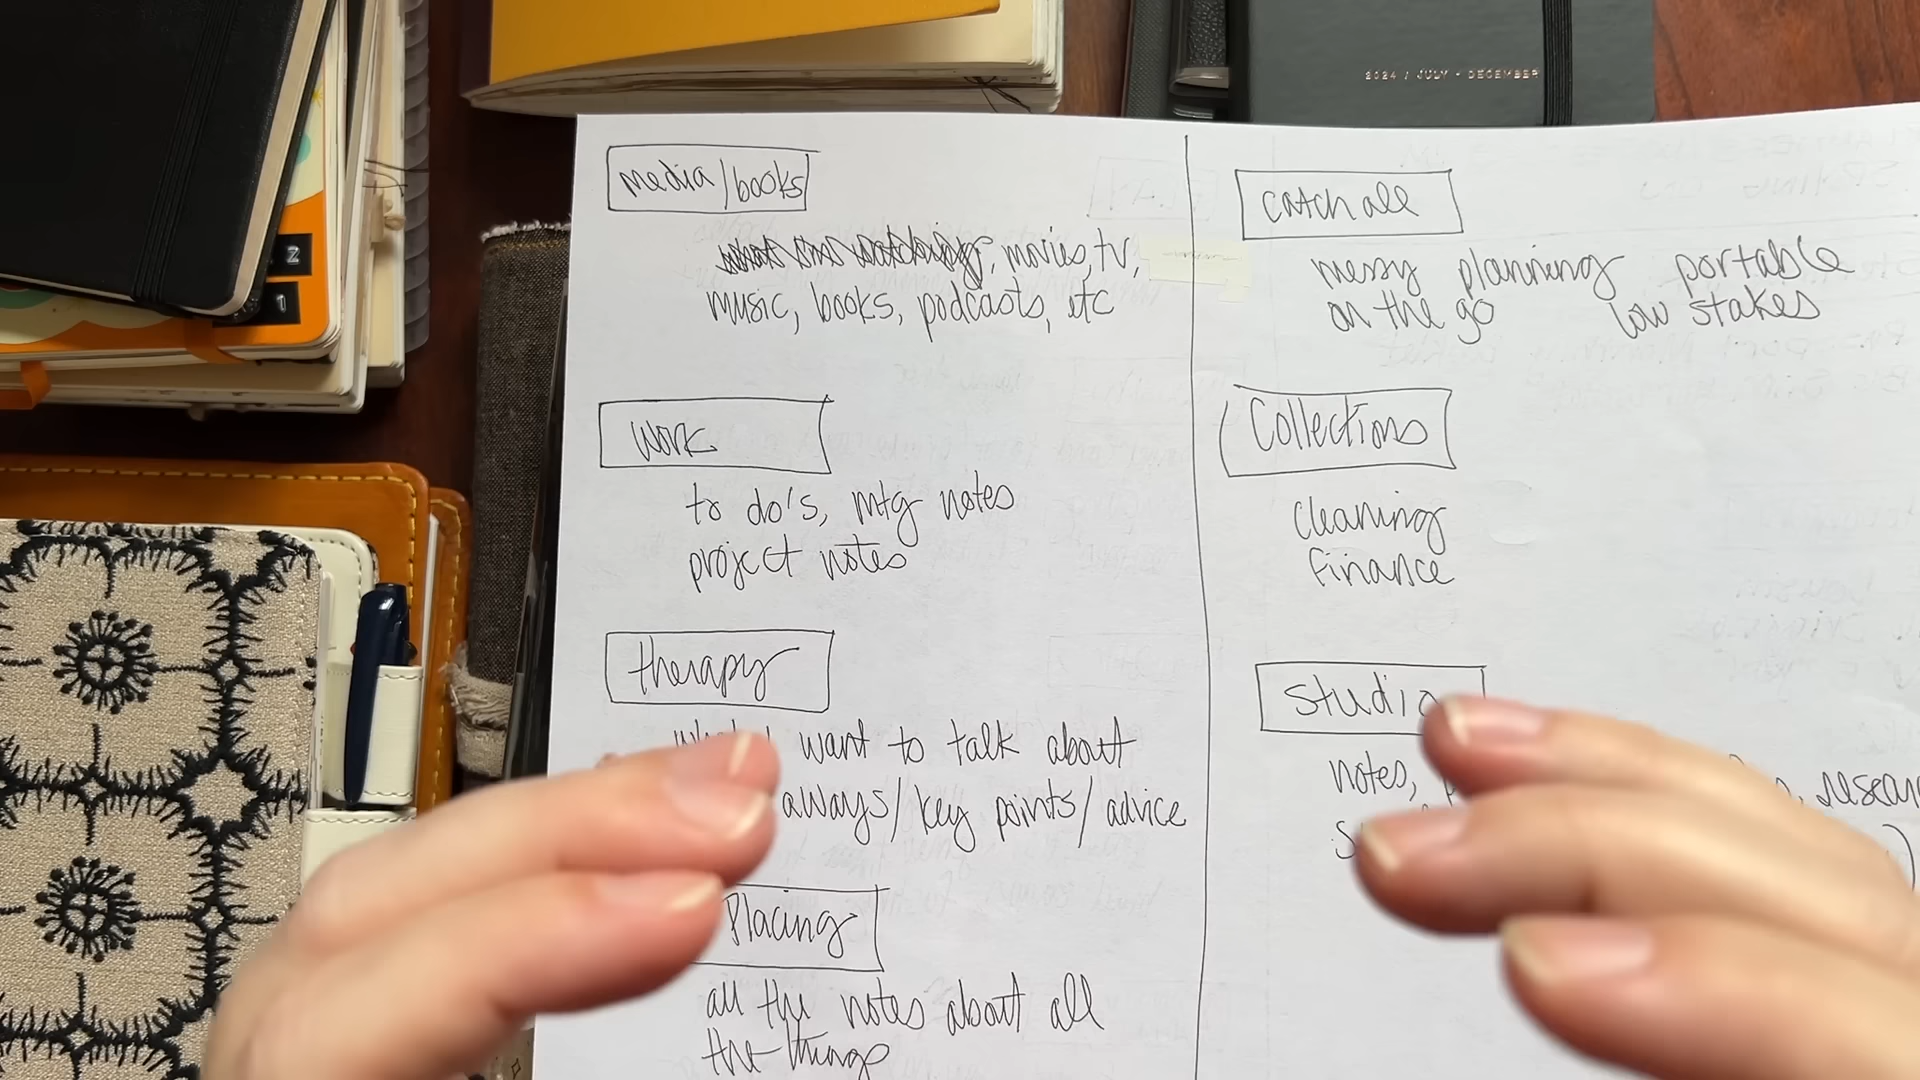 2024 / JULY - DECEMBER
media/books
movies, tv,
music, books, podcasts, etc
work
to do's, mtg notes
project notes
therapy
want to talk about
aways/key points/advice
Placing
all the notes about all
the things
catch all
messy planning portable
on the go low stakes
Collections
cleaning
finance
studio
notes,